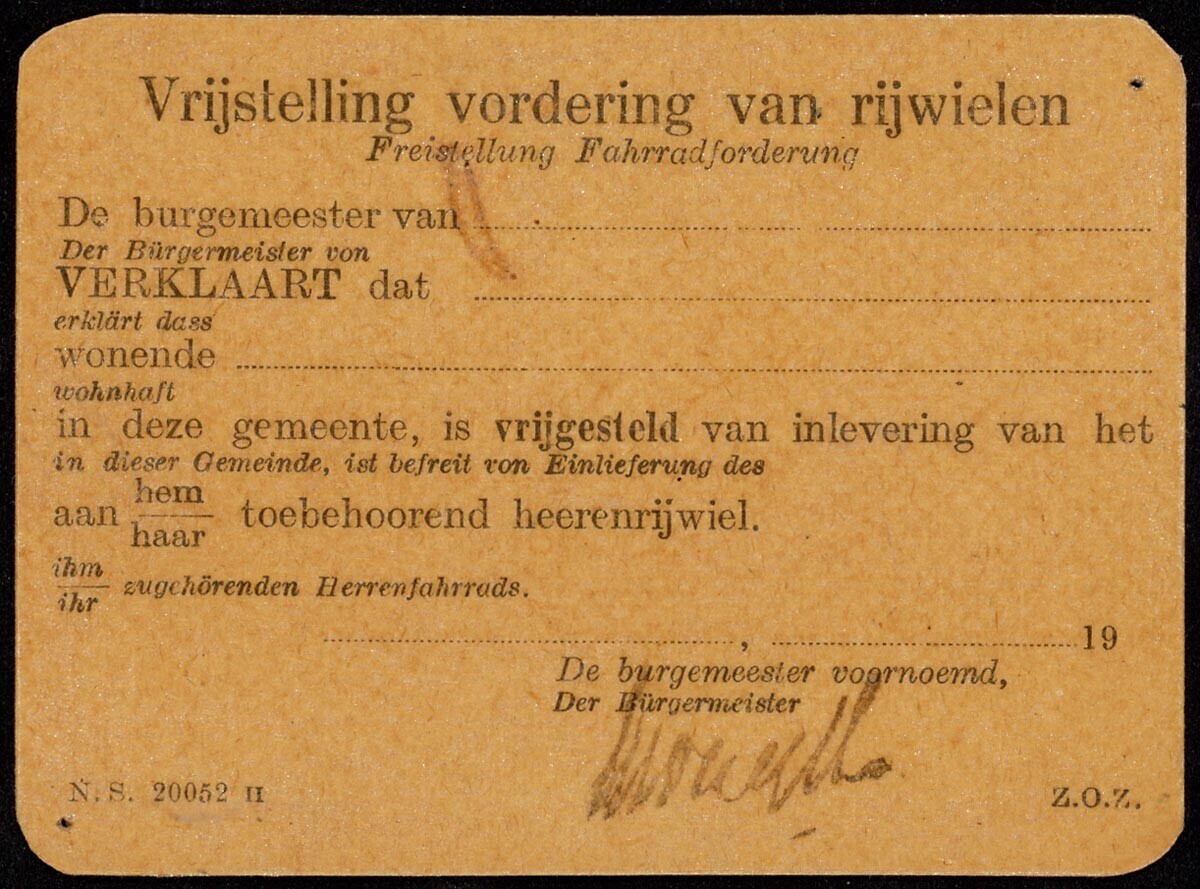 Vrijstelling vordering van rijwielen
Freistellung Fahrradforderung
De burgemeester van
Der Bürgermeister von
VERKLAART dat
erklärt dass
wonende
wohnhaft
in deze gemeente, is vrijgesteld van inlevering van het
in dieser Gemeinde, ist befreit von Einlieferung des
aan hem
haar toebehoorend heerenrijwiel.
ihm
ihr zugehörenden Herrenfahrrads.
, 19
De burgemeester voornoemd,
Der Bürgermeister
N. S. 20052 II
Z.O.Z.